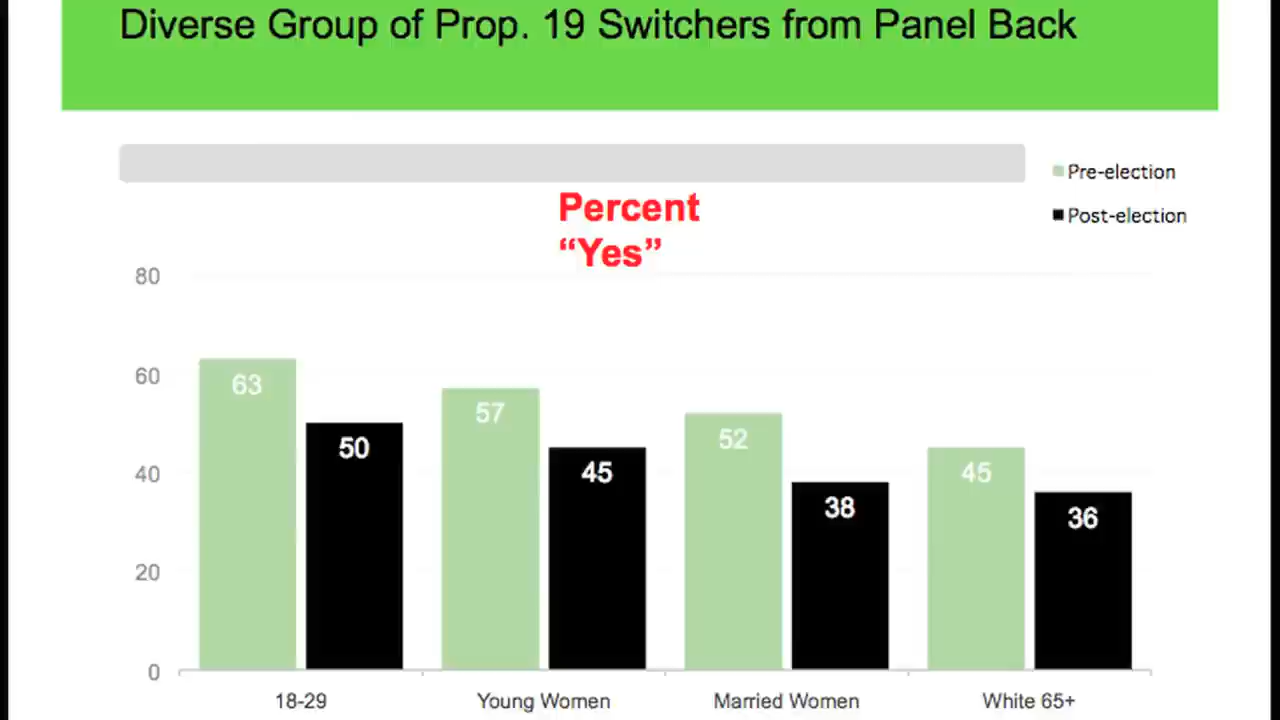 Diverse Group of Prop. 19 Switchers from Panel Back
Pre-election
Post-election
Percent
“Yes”
80
60
40
20
0
63
50
57
45
52
38
45
36
18-29
Young Women
Married Women
White 65+